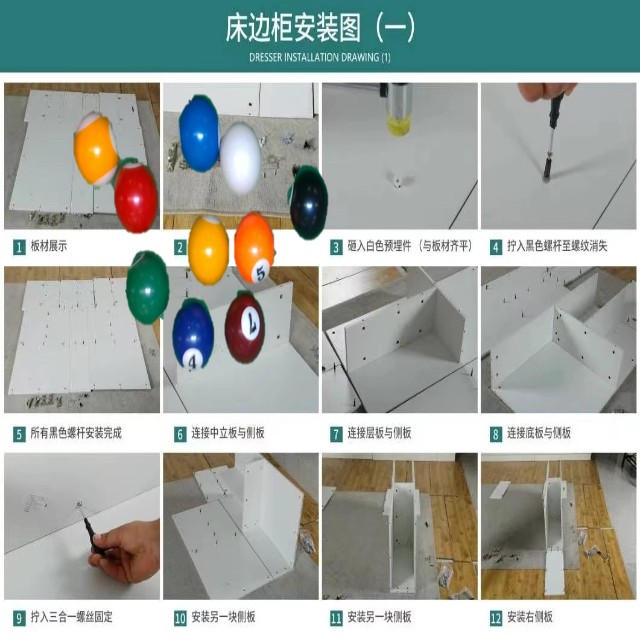 床边柜安装图（一）
DRESSER INSTALLATION DRAWING (1)
1 板材展示
2
3 砸入白色预埋件（与板材齐平）
4 拧入黑色螺杆至螺纹消失
5
4
5 所有黑色螺杆安装完成
6 连接中立板与侧板
7 连接层板与侧板
8 连接底板与侧板
9 拧入三合一螺丝固定
10 安装另一块侧板
11 安装另一块侧板
12 安装右侧板